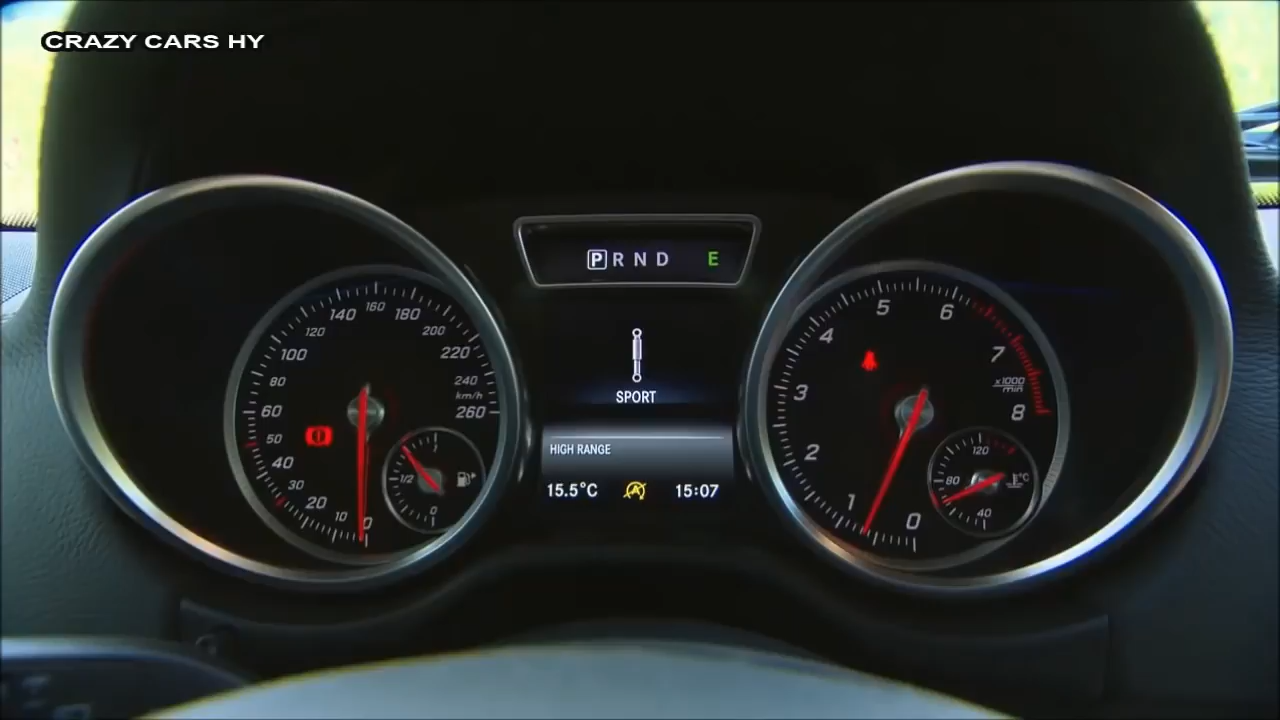 CRAZY CARS HY
P R N D E
SPORT
HIGH RANGE
15.5°C 15:07
0 10 20 30 40 50 60 80 100 120 140 160 180 200 220 240 260
km/h
0 1/2 1
0 1 2 3 4 5 6 7 8
x1000
min
40 80 120
°C